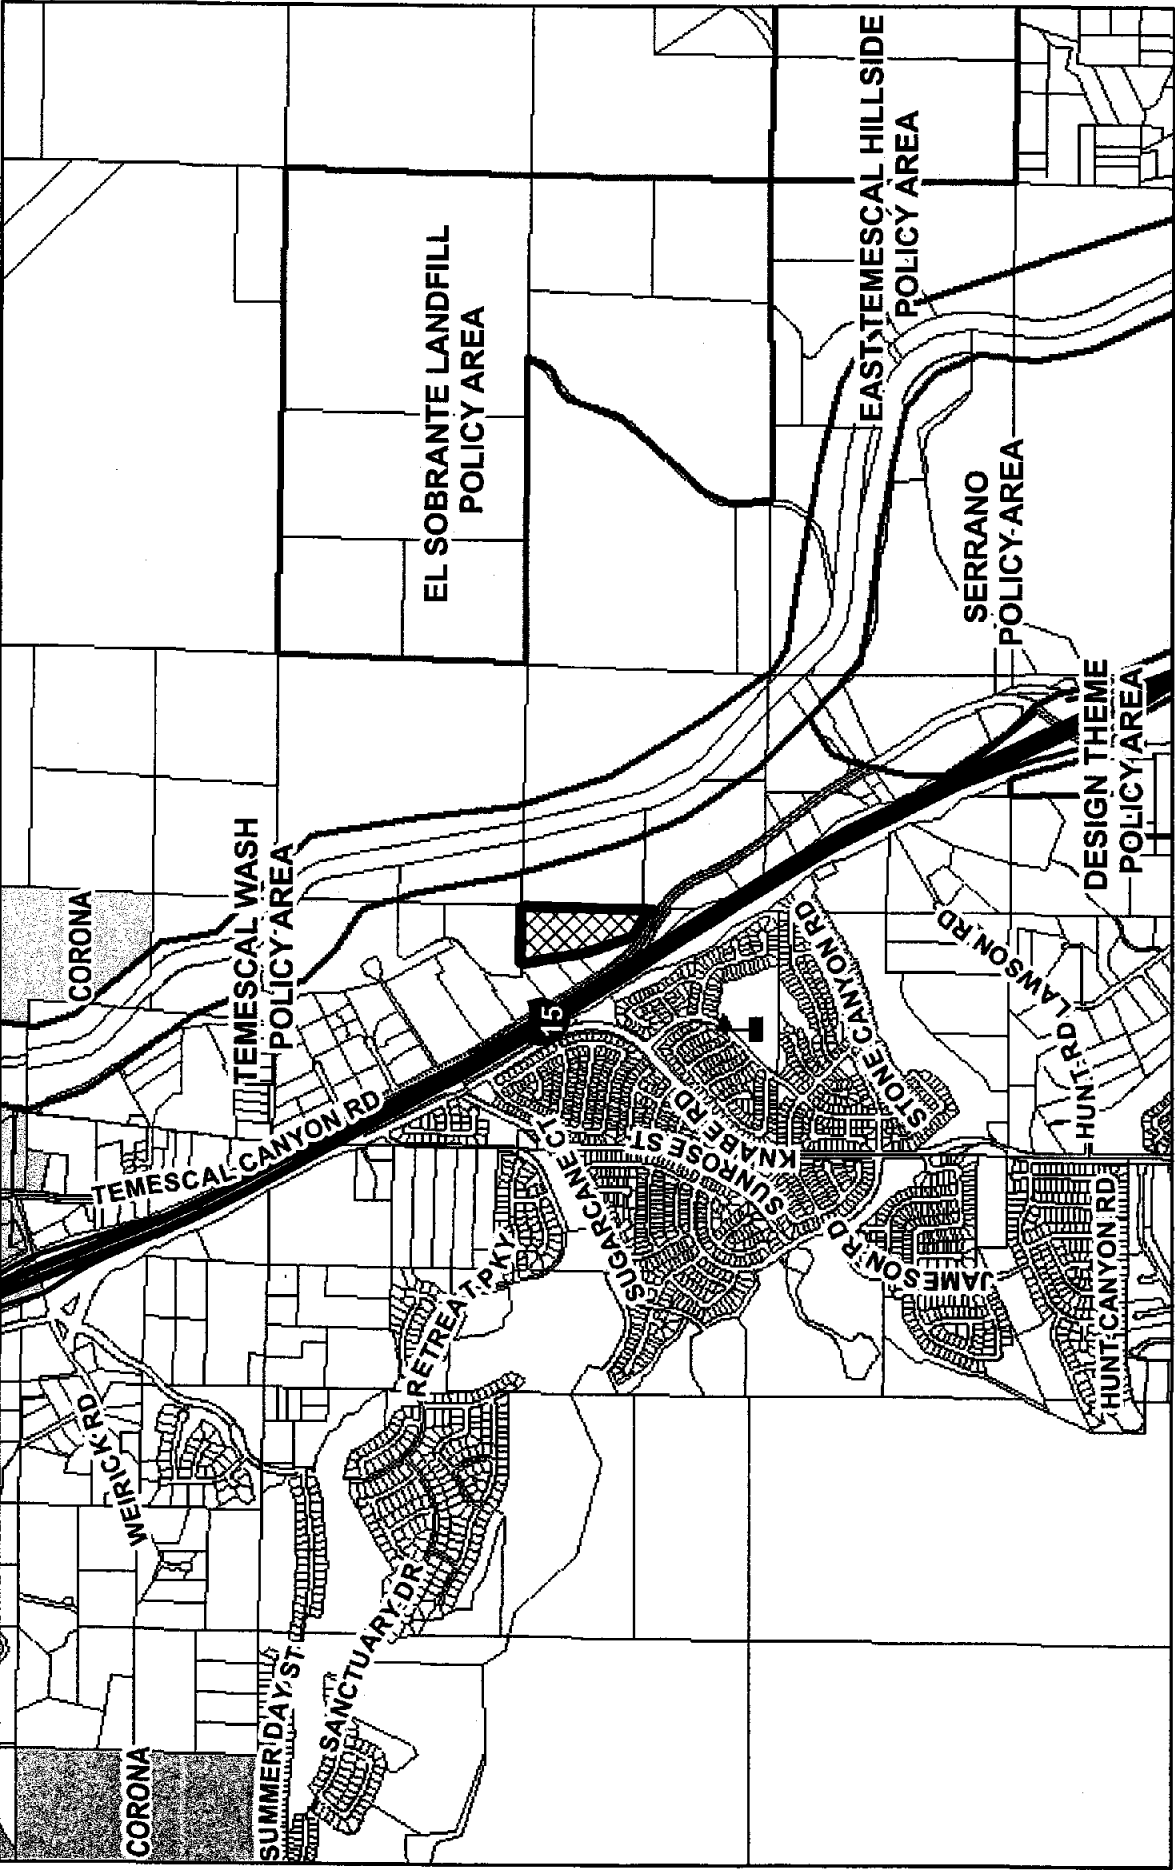 CORONA
SUMMER DAY ST
SANCTUARY DR
WEIRICK RD
RETREAT PKY
TEMESCAL CANYON RD
CORONA
TEMESCAL WASH
POLICY AREA
15
SUGARCANE CT
SUNROSE ST
KNABE RD
STONE CANYON RD
JAMESON RD
HUNT CANYON RD
HUNT RD
LAWSON RD
EL SOBRANTE LANDFILL
POLICY AREA
EAST TEMESCAL HILLSIDE
POLICY AREA
SERRANO
POLICY AREA
DESIGN THEME
POLICY AREA